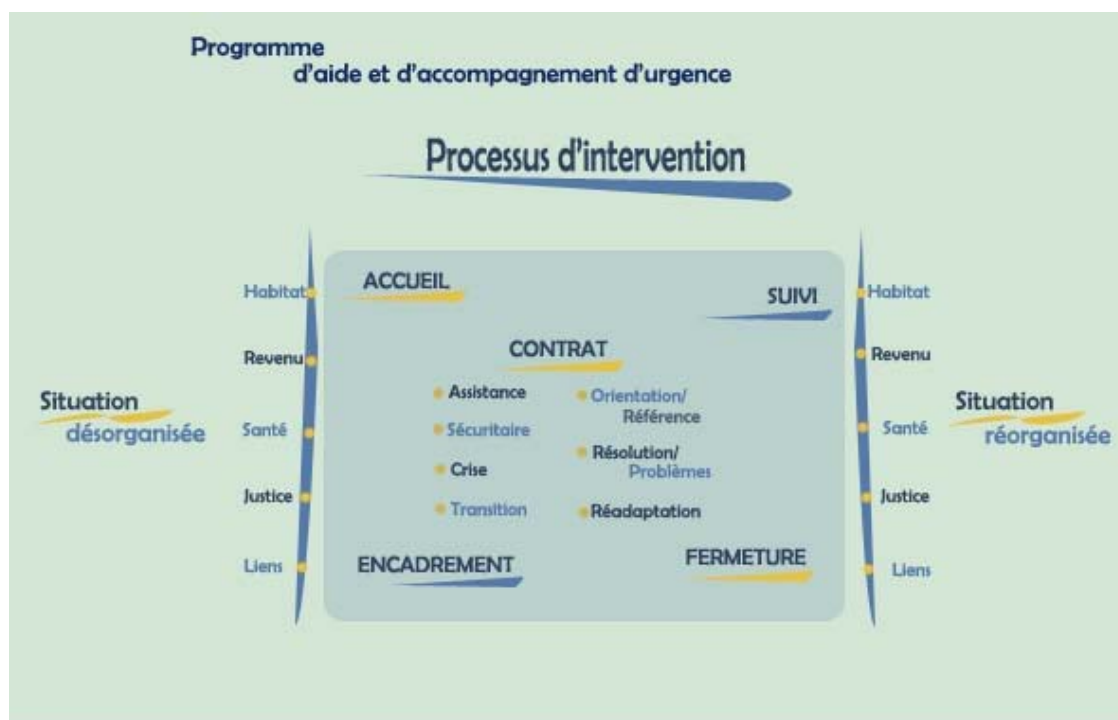 Programme
d'aide et d'accompagnement d'urgence
Processus d'intervention
Situation
désorganisée
Habitat
Revenu
Santé
Justice
Liens
ACCUEIL
SUIVI
CONTRAT
Assistance
Sécuritaire
Crise
Transition
Orientation/
Référence
Résolution/
Problèmes
Réadaptation
ENCADREMENT
FERMETURE
Habitat
Revenu
Santé
Justice
Liens
Situation
réorganisée